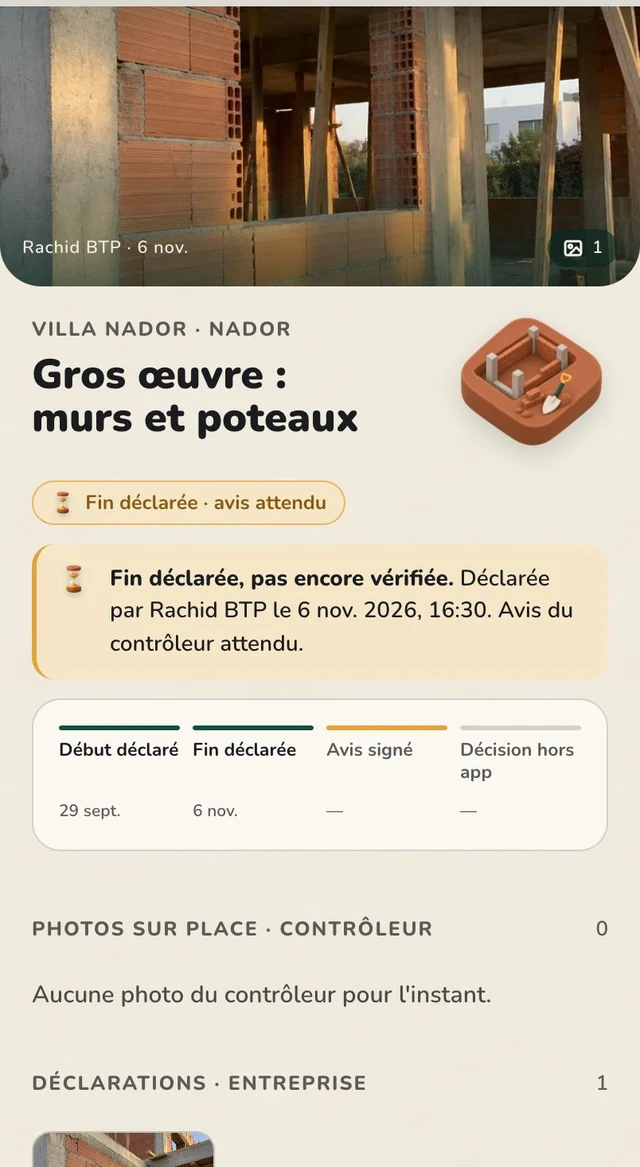 Rachid BTP · 6 nov.
1
VILLA NADOR · NADOR
Gros œuvre :
murs et poteaux
Fin déclarée · avis attendu
Fin déclarée, pas encore vérifiée. Déclarée
par Rachid BTP le 6 nov. 2026, 16:30. Avis du
contrôleur attendu.
Début déclaré
29 sept.
Fin déclarée
6 nov.
Avis signé
—
Décision hors
app
—
PHOTOS SUR PLACE · CONTRÔLEUR
0
Aucune photo du contrôleur pour l'instant.
DÉCLARATIONS · ENTREPRISE
1